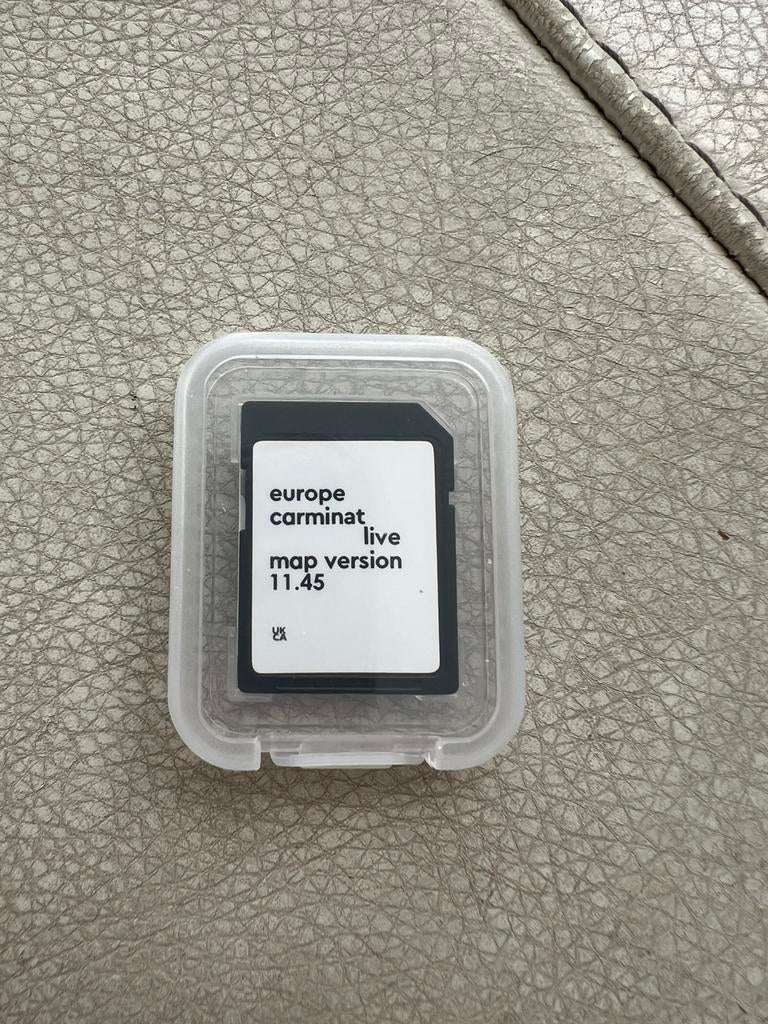 europe
carminat
live
map version
11.45
UK
CA